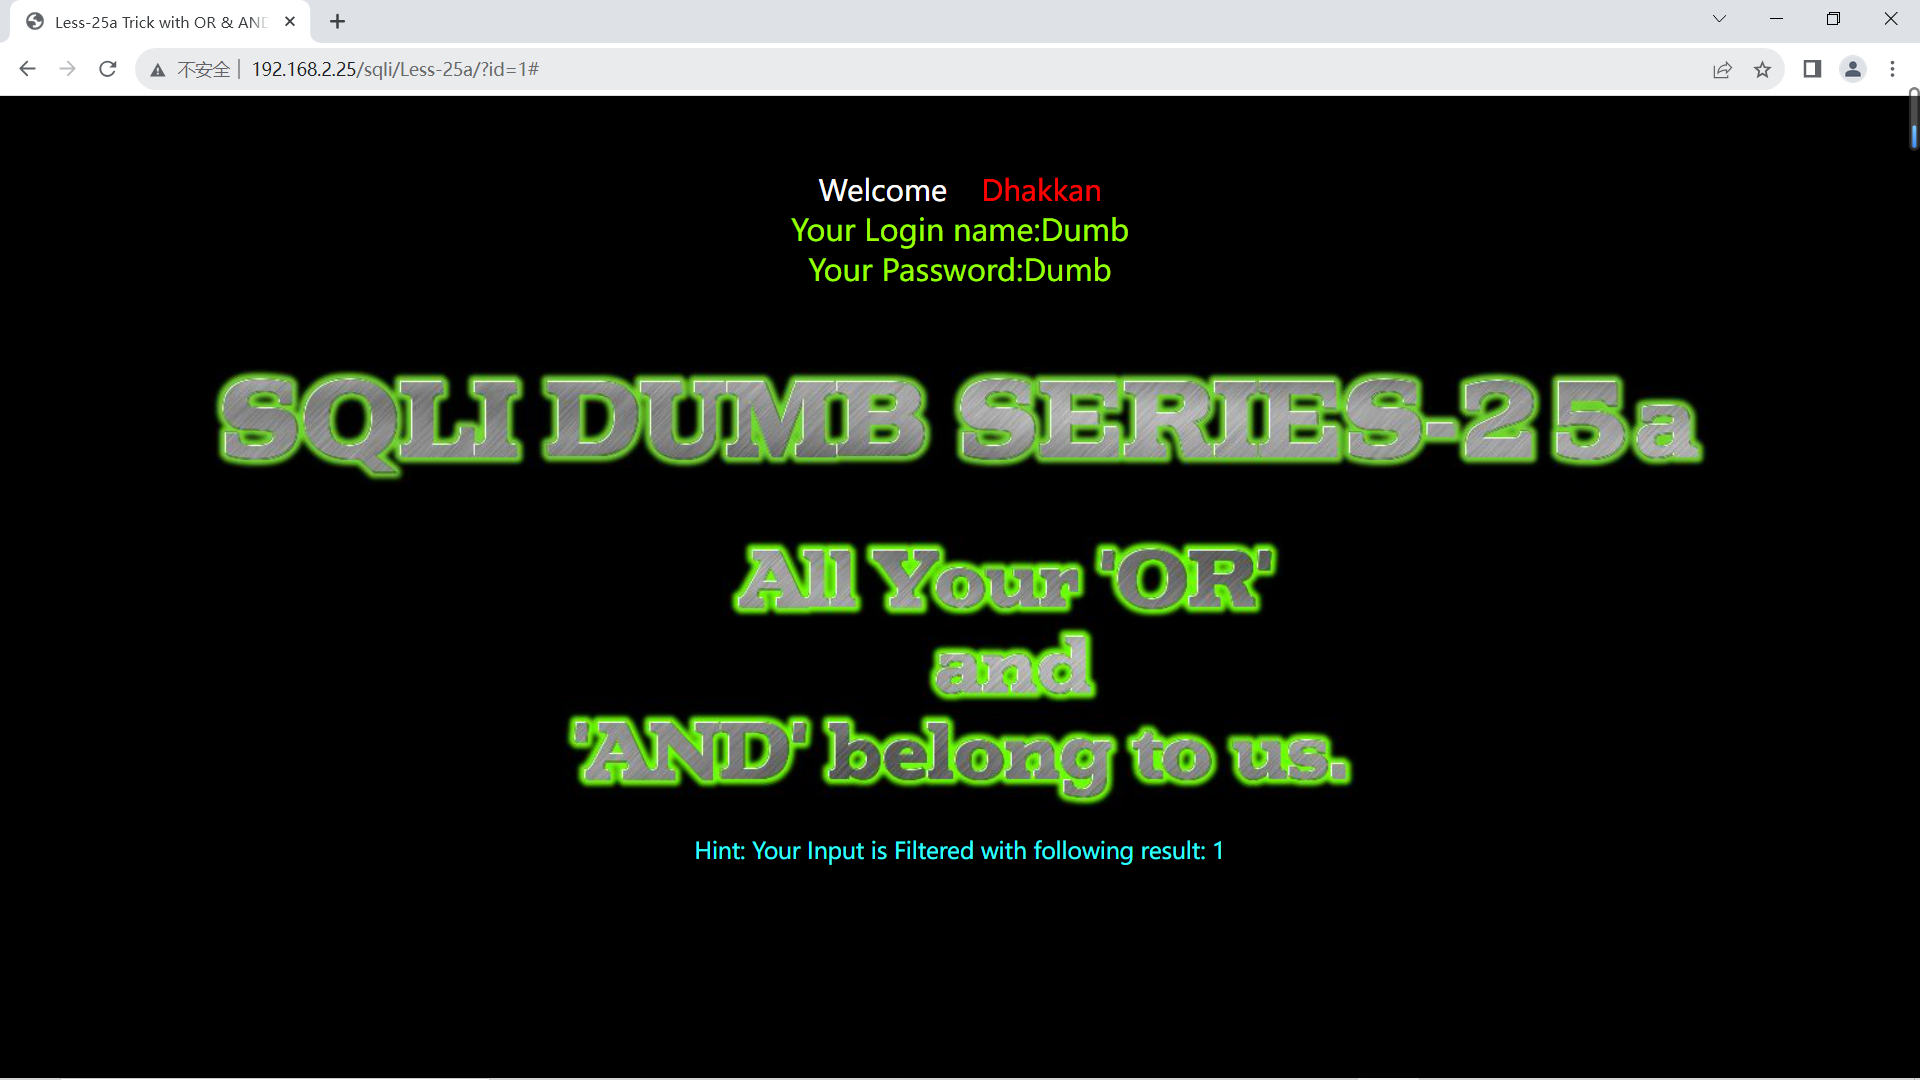 Less-25a Trick with OR & AND
不安全 | 192.168.2.25/sqli/Less-25a/?id=1#
Welcome Dhakkan
Your Login name:Dumb
Your Password:Dumb
SQLI DUMB SERIES-25a
All Your 'OR'
and
'AND' belong to us.
Hint: Your Input is Filtered with following result: 1